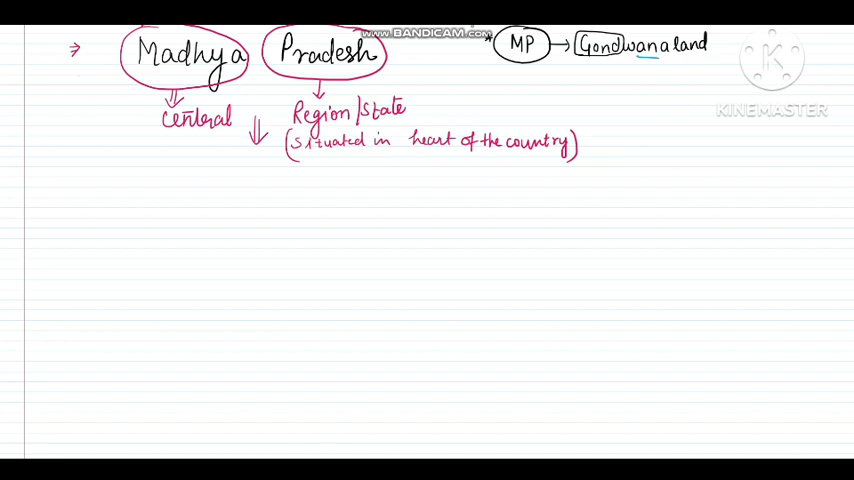 www.BANDICAM.com
⇒ Madhya Pradesh * MP → Gondwanaland
Central Region/State
(Situated in heart of the country)
K
KINEMASTER